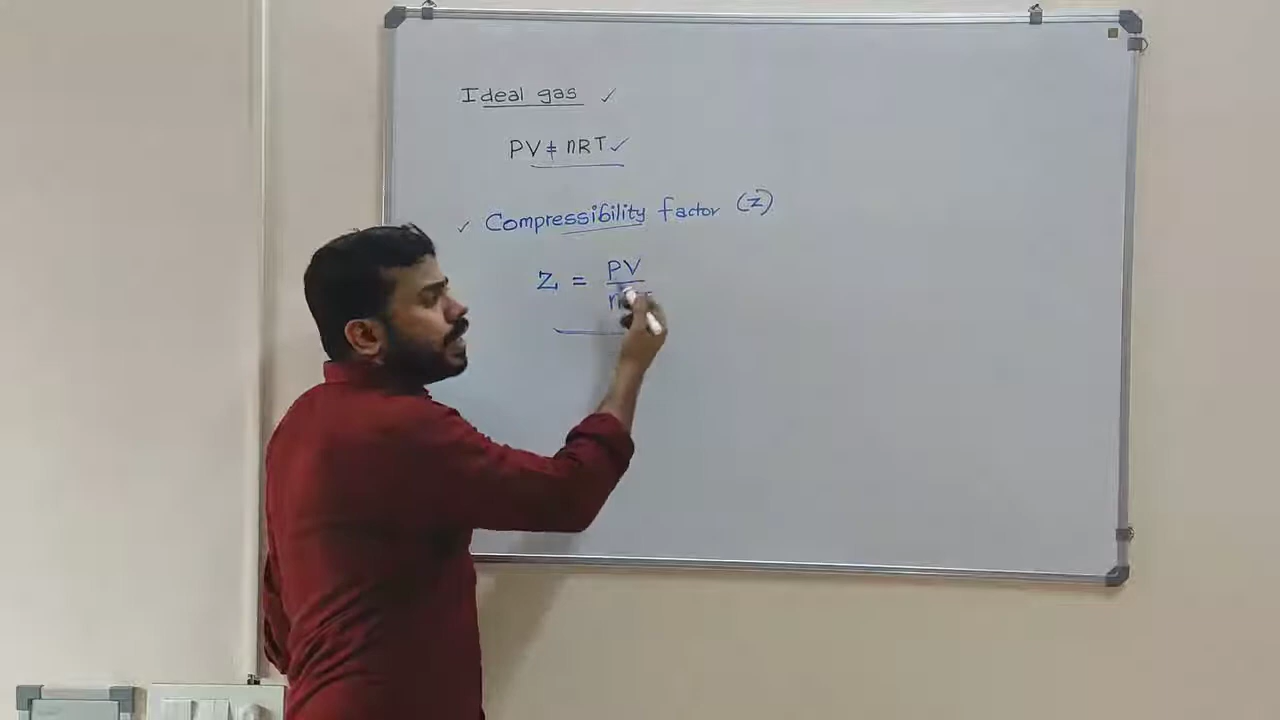 Ideal gas ✓
PV ≠ nRT ✓
✓ Compressibility factor (z)
Z = PV
n